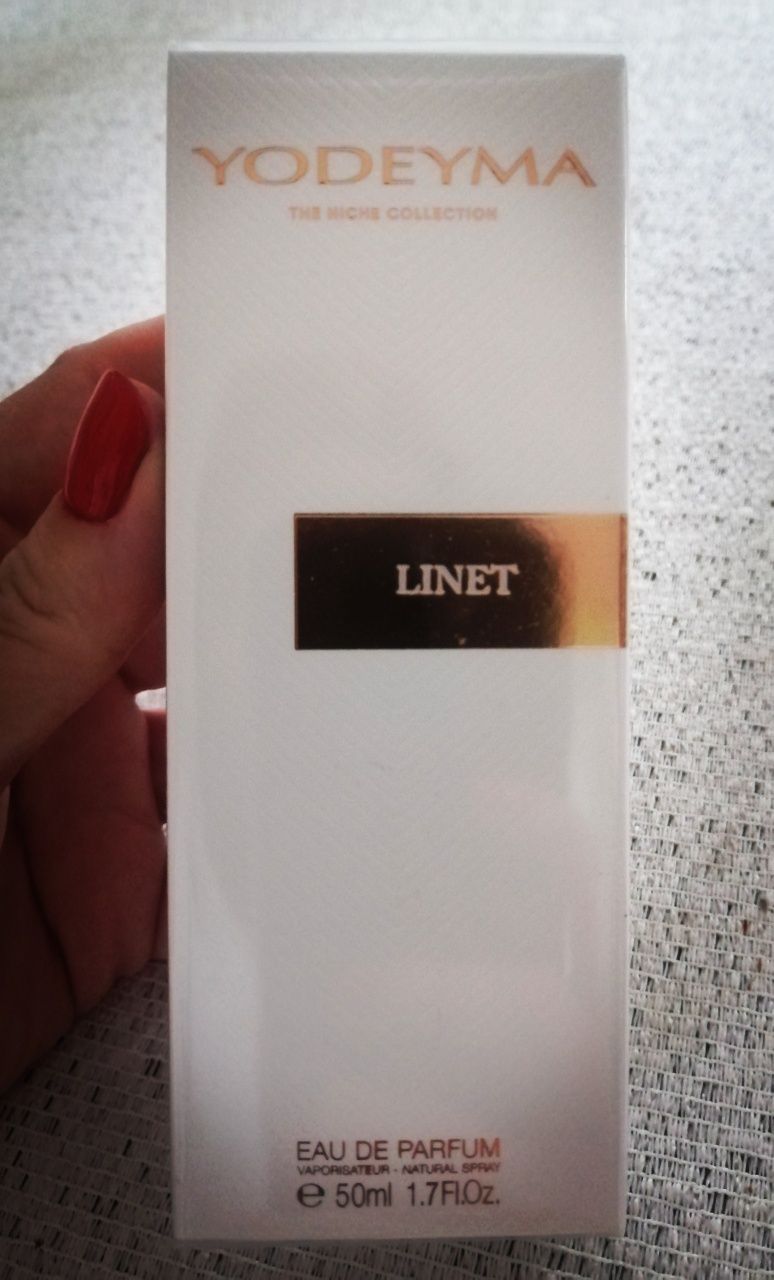 YODEYMA
THE NICHE COLLECTION
LINET
EAU DE PARFUM
VAPORISATEUR - NATURAL SPRAY
℮ 50ml 1.7Fl.Oz.